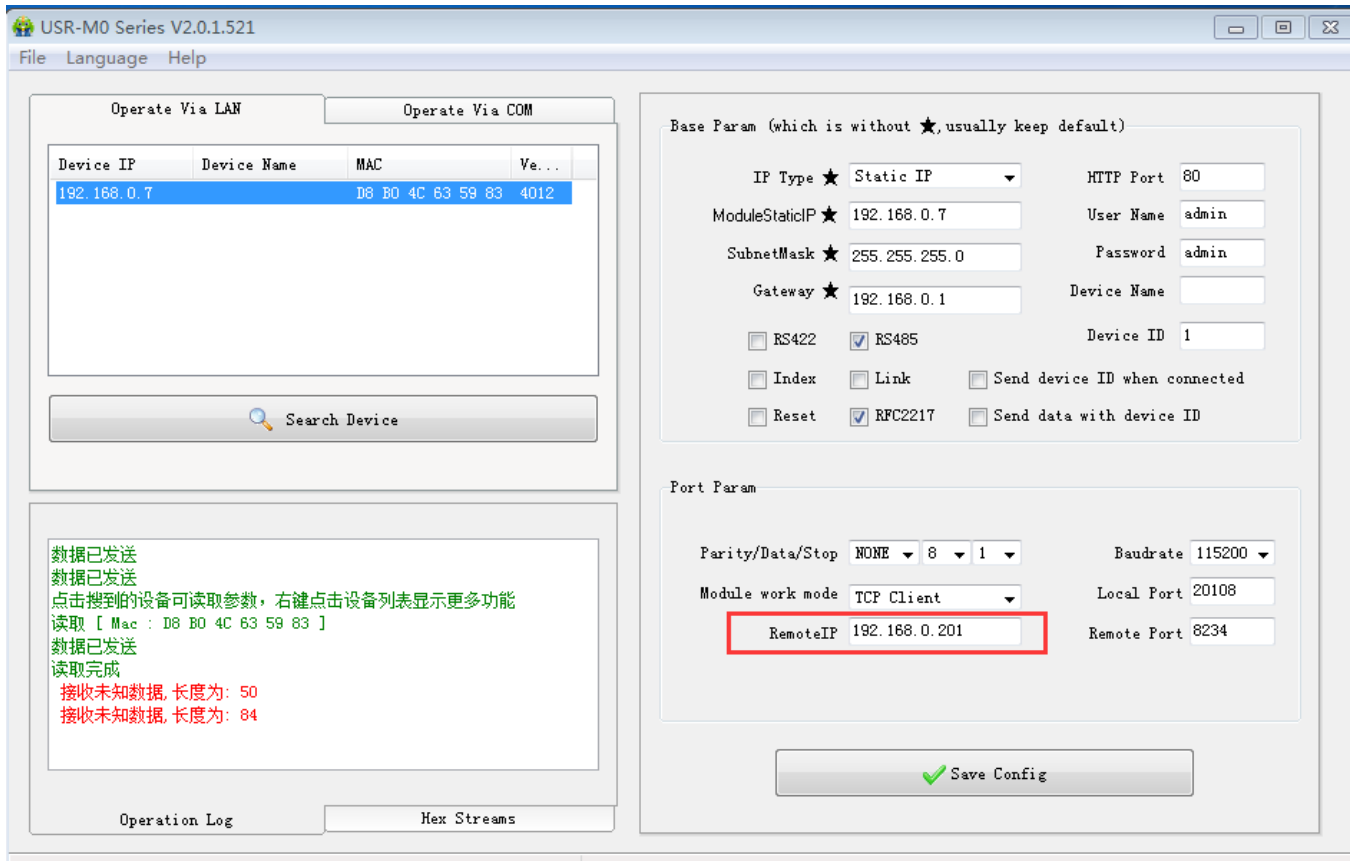 USR-M0 Series V2.0.1.521
File Language Help
Operate Via LAN
Operate Via COM
Device IP Device Name MAC Ve...
192.168.0.7 D8 B0 4C 63 59 83 4012
Search Device
数据已发送
数据已发送
点击搜到的设备可读取参数，右键点击设备列表显示更多功能
读取 [ Mac : D8 B0 4C 63 59 83 ]
数据已发送
读取完成
接收未知数据,长度为: 50
接收未知数据,长度为: 84
Operation Log
Hex Streams
Base Param (which is without ★,usually keep default)
IP Type ★ Static IP
HTTP Port 80
ModuleStaticIP ★ 192.168.0.7
User Name admin
SubnetMask ★ 255.255.255.0
Password admin
Gateway ★ 192.168.0.1
Device Name
RS422 RS485
Device ID 1
Index Link Send device ID when connected
Reset RFC2217 Send data with device ID
Port Param
Parity/Data/Stop NONE 8 1
Baudrate 115200
Module work mode TCP Client
Local Port 20108
RemoteIP 192.168.0.201
Remote Port 8234
Save Config